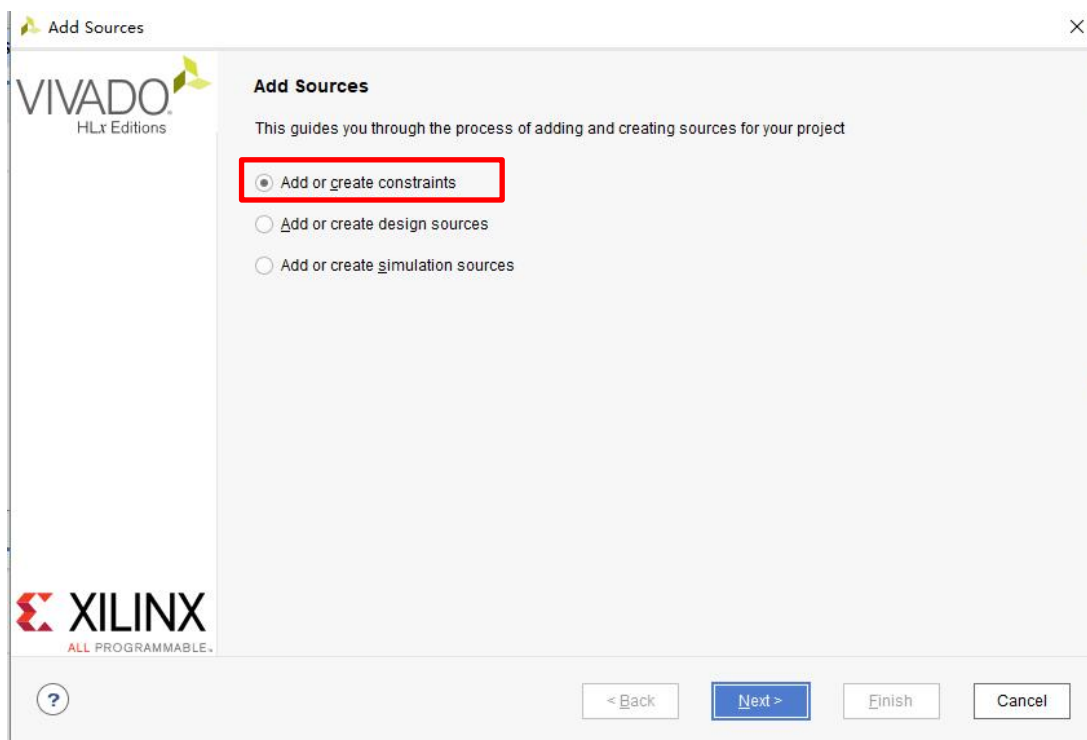 Add Sources
VIVADO.
HLx Editions
Add Sources
This guides you through the process of adding and creating sources for your project
Add or create constraints
Add or create design sources
Add or create simulation sources
XILINX
ALL PROGRAMMABLE.
?
< Back
Next >
Finish
Cancel